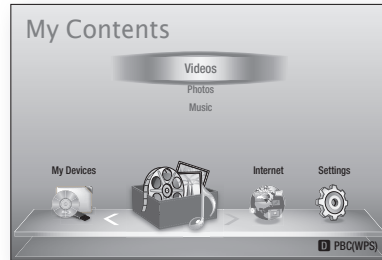 My Contents
Videos
Photos
Music
My Devices Internet Settings
D PBC(WPS)